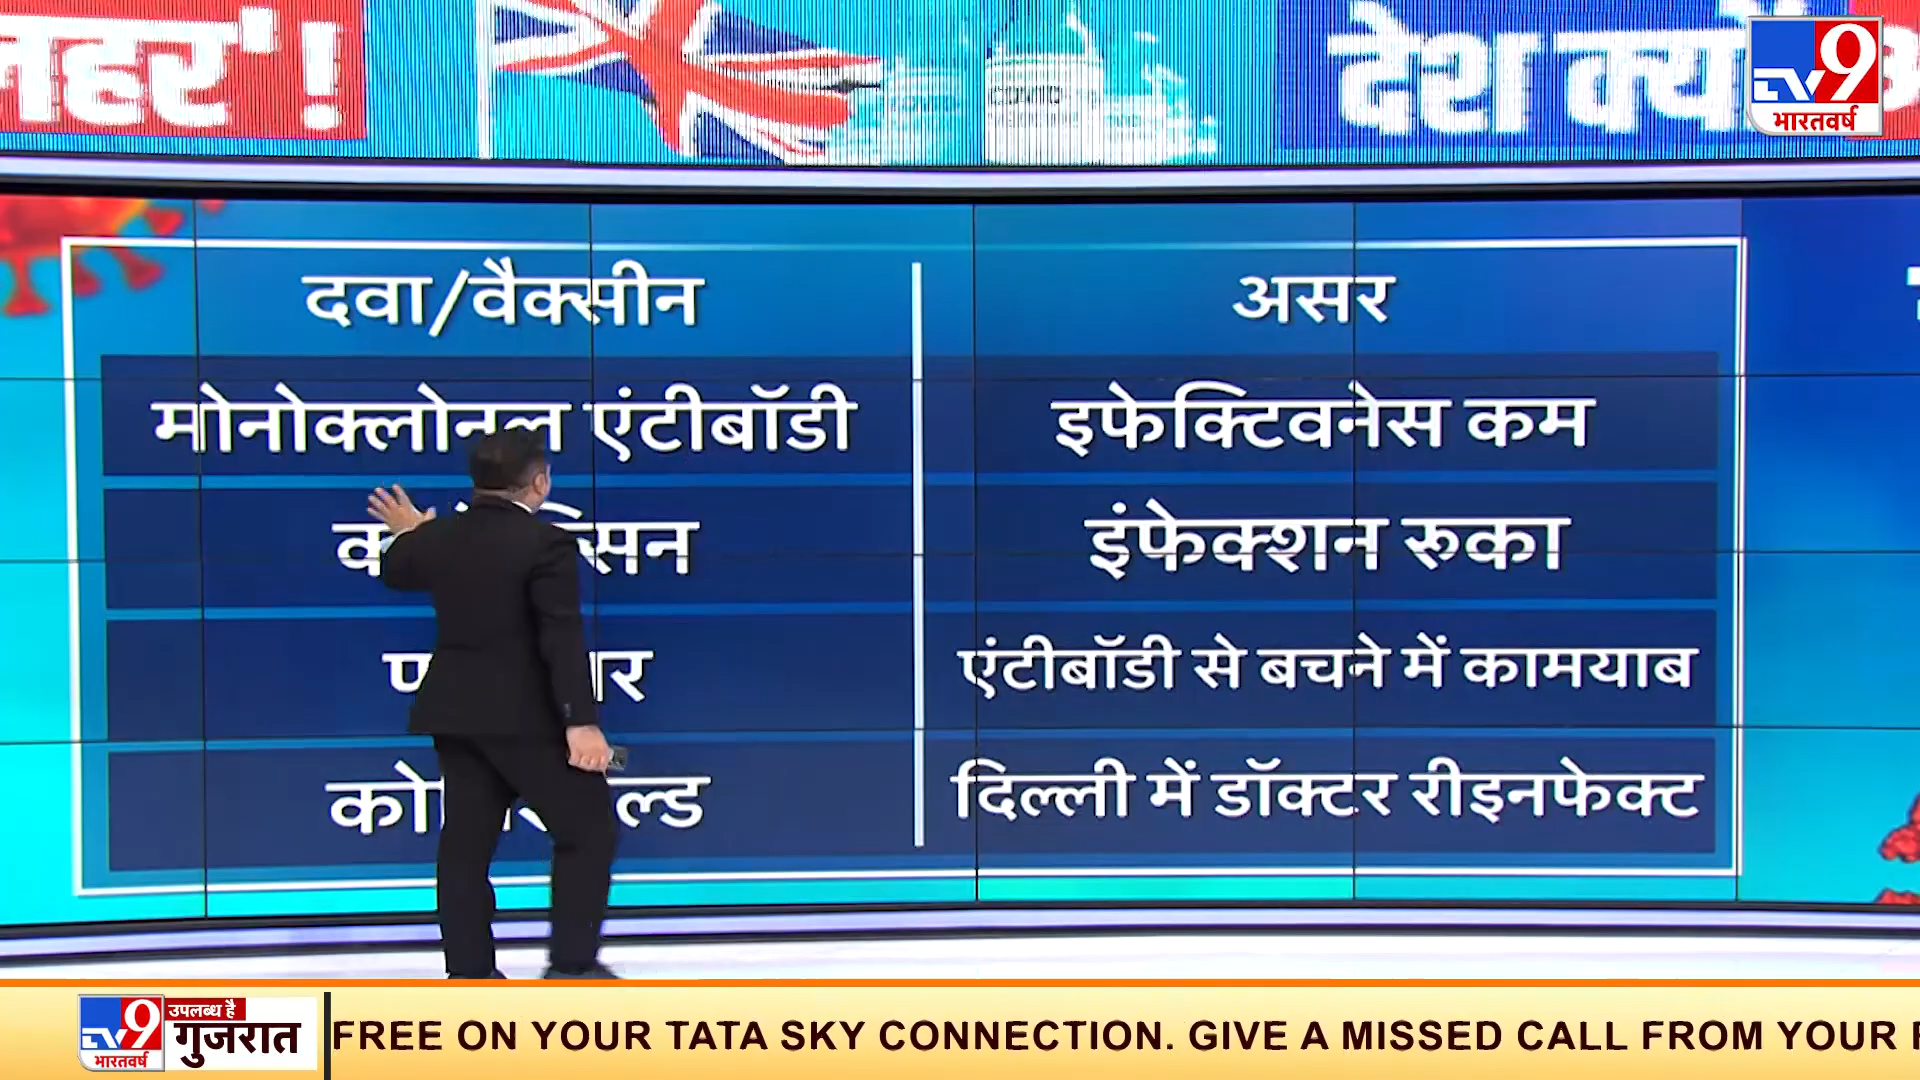 लहर'!
देश क्यों
TV9
भारतवर्ष
दवा/वैक्सीन
असर
मोनोक्लोनल एंटीबॉडी
इफेक्टिवनेस कम
इंफेक्शन रुका
एंटीबॉडी से बचने में कामयाब
दिल्ली में डॉक्टर रीइनफेक्ट
TV9
भारतवर्ष
उपलब्ध है
गुजरात
FREE ON YOUR TATA SKY CONNECTION. GIVE A MISSED CALL FROM YOUR